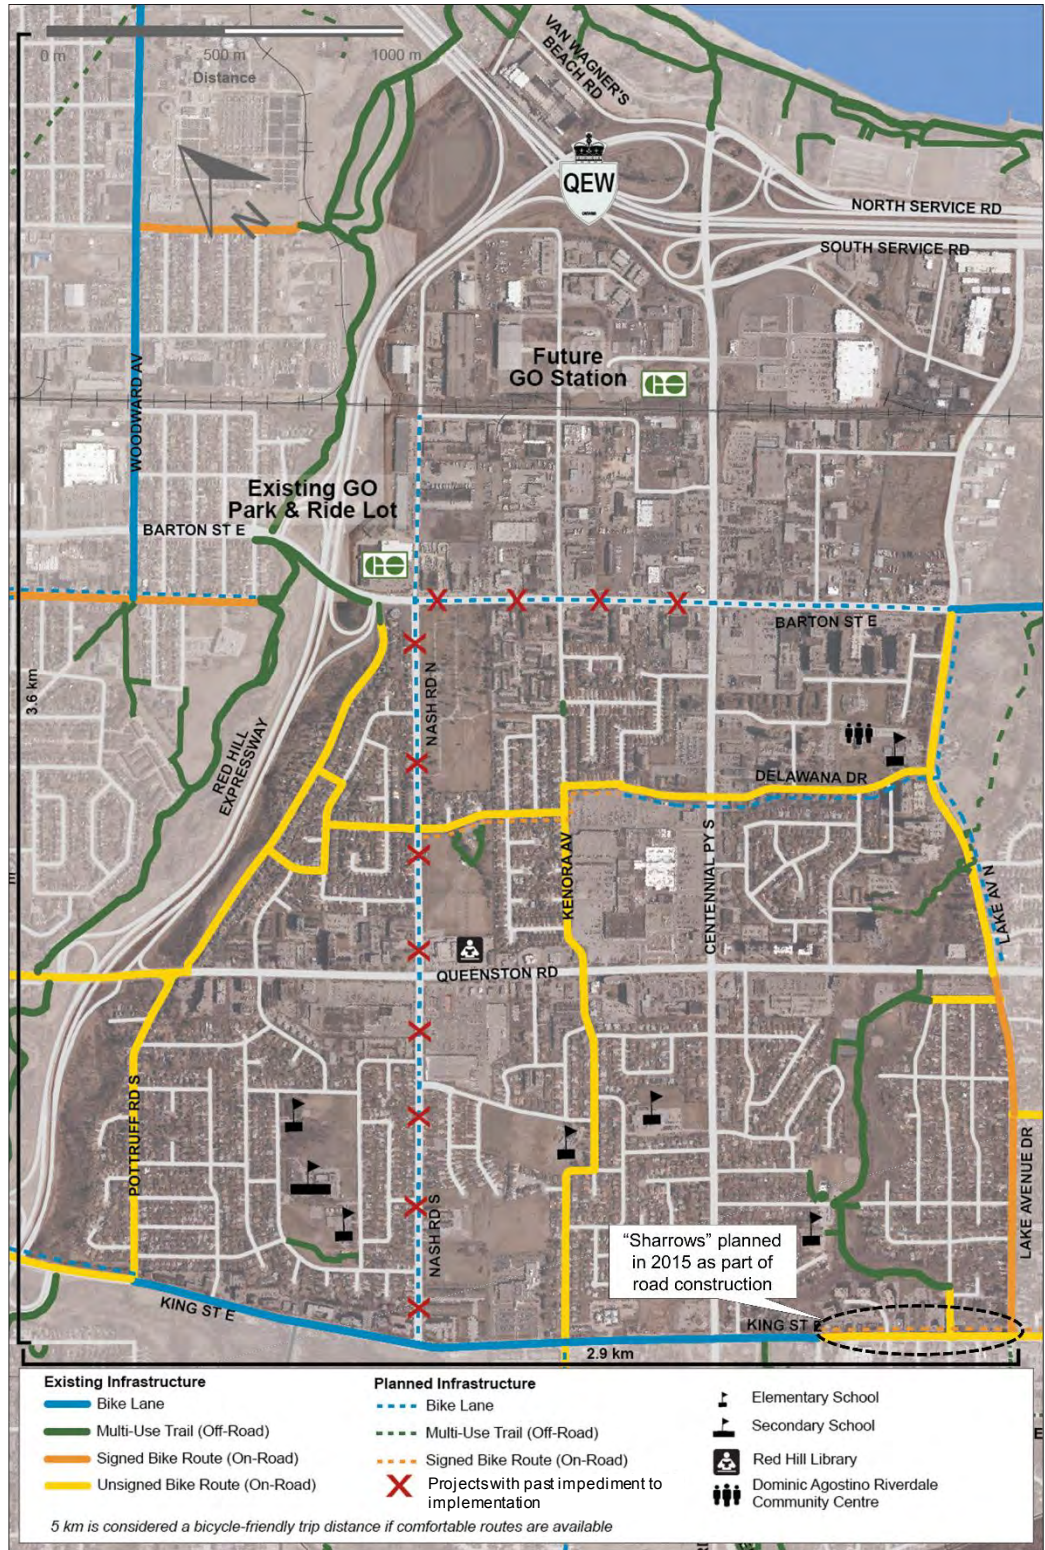 0 m
500 m
1000 m
Distance
VAN WAGNER'S
BEACH RD
QEW
NORTH SERVICE RD
SOUTH SERVICE RD
N
WOODWARD AV
Future
GO Station
GO
Existing GO
Park & Ride Lot
BARTON ST E
GO
BARTON ST E
3.6 km
NASH RD N
RED HILL
EXPRESSWAY
DELAWANA DR
KENORA AV
CENTENNIAL PY S
LAKE AV N
m
QUEENSTON RD
POTTRUFF RD S
NASH RD S
LAKE AVENUE DR
"Sharrows" planned
in 2015 as part of
road construction
KING ST E
KING ST E
2.9 km
Existing Infrastructure
Bike Lane
Multi-Use Trail (Off-Road)
Signed Bike Route (On-Road)
Unsigned Bike Route (On-Road)
Planned Infrastructure
Bike Lane
Multi-Use Trail (Off-Road)
Signed Bike Route (On-Road)
Projects with past impediment to
implementation
Elementary School
Secondary School
Red Hill Library
Dominic Agostino Riverdale
Community Centre
E
5 km is considered a bicycle-friendly trip distance if comfortable routes are available